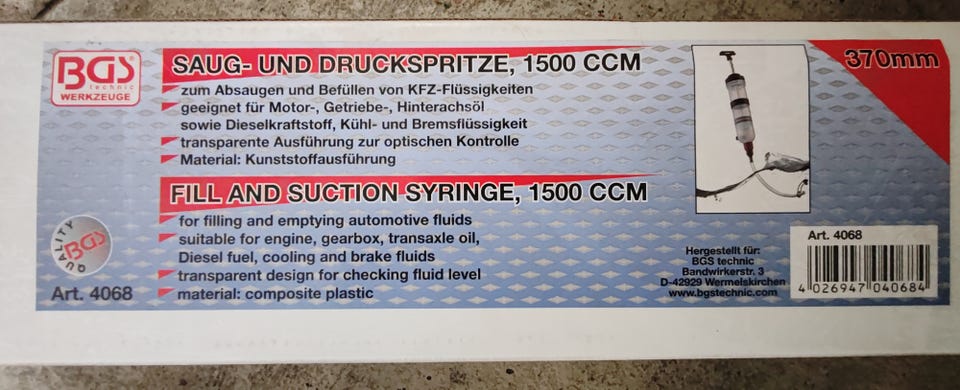 BGS
technic
WERKZEUGE
SAUG- UND DRUCKSPRITZE, 1500 CCM
zum Absaugen und Befüllen von KFZ-Flüssigkeiten
geeignet für Motor-, Getriebe-, Hinterachsöl
sowie Dieselkraftstoff, Kühl- und Bremsflüssigkeit
transparente Ausführung zur optischen Kontrolle
Material: Kunststoffausführung
370mm
FILL AND SUCTION SYRINGE, 1500 CCM
for filling and emptying automotive fluids
suitable for engine, gearbox, transaxle oil,
Diesel fuel, cooling and brake fluids
transparent design for checking fluid level
material: composite plastic
QUALITY
BGS
Art. 4068
Hergestellt für:
BGS technic
Bandwirkerstr. 3
D-42929 Wermelskirchen
www.bgstechnic.com
Art. 4068
4 026947 040684